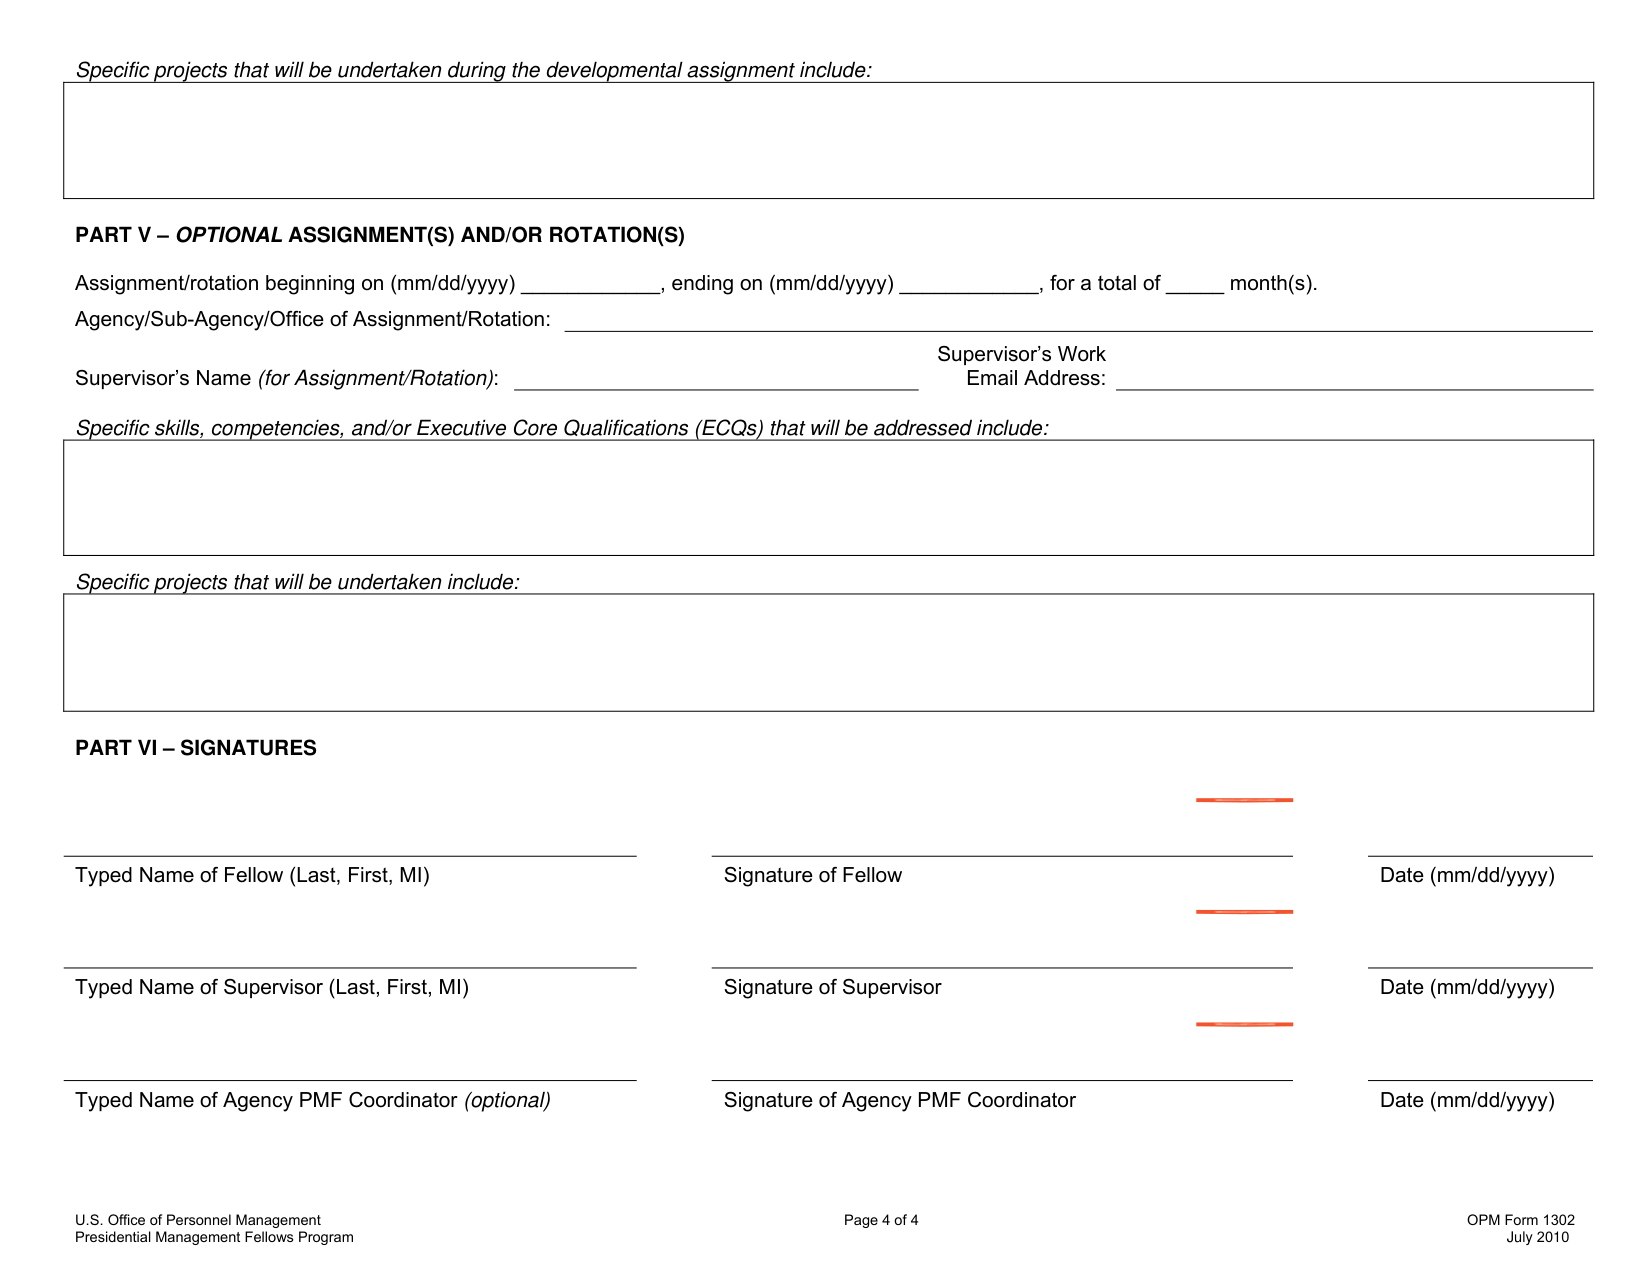 Specific projects that will be undertaken during the developmental assignment include:
PART V – OPTIONAL ASSIGNMENT(S) AND/OR ROTATION(S)
Assignment/rotation beginning on (mm/dd/yyyy) ____________, ending on (mm/dd/yyyy) ____________, for a total of _____ month(s).
Agency/Sub-Agency/Office of Assignment/Rotation:
Supervisor’s Name (for Assignment/Rotation):
Supervisor’s Work
Email Address:
Specific skills, competencies, and/or Executive Core Qualifications (ECQs) that will be addressed include:
Specific projects that will be undertaken include:
PART VI – SIGNATURES
Typed Name of Fellow (Last, First, MI) Signature of Fellow Date (mm/dd/yyyy)
Typed Name of Supervisor (Last, First, MI) Signature of Supervisor Date (mm/dd/yyyy)
Typed Name of Agency PMF Coordinator (optional) Signature of Agency PMF Coordinator Date (mm/dd/yyyy)
U.S. Office of Personnel Management Page 4 of 4 OPM Form 1302
Presidential Management Fellows Program July 2010